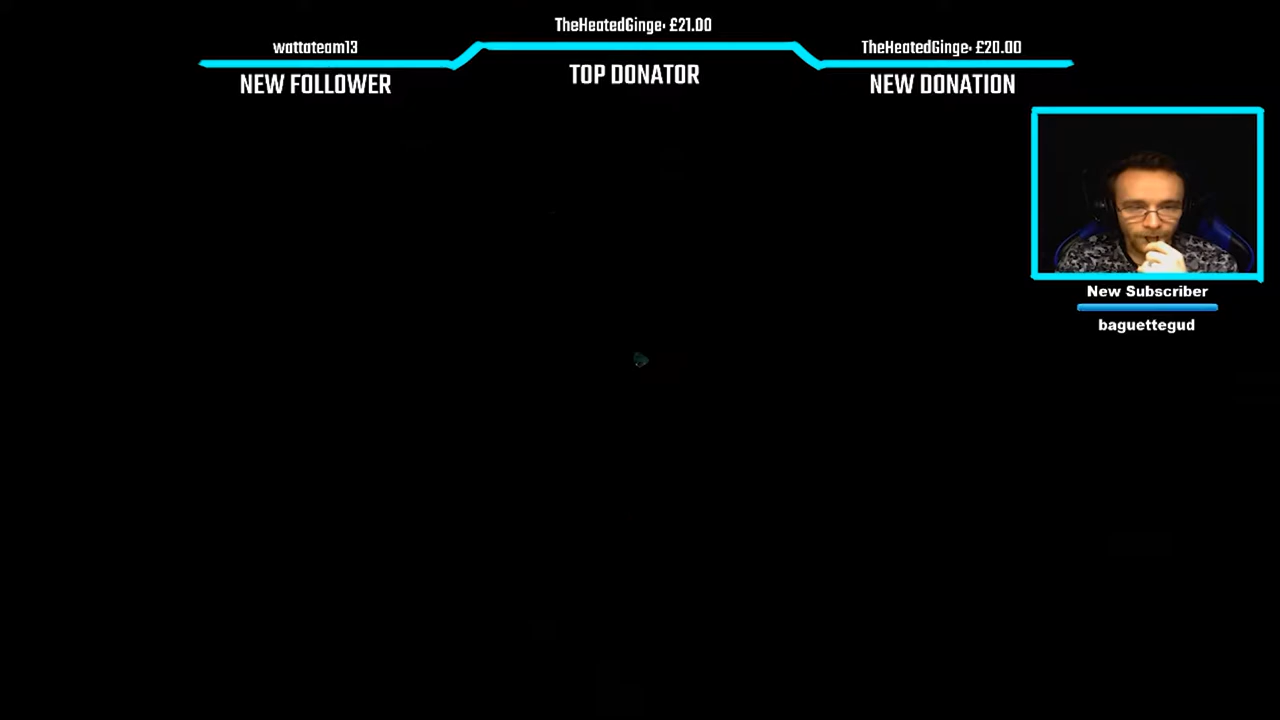 TheHeatedGinge: £21.00
wattateam13
TheHeatedGinge: £20.00
TOP DONATOR
NEW FOLLOWER
NEW DONATION
New Subscriber
baguettegud